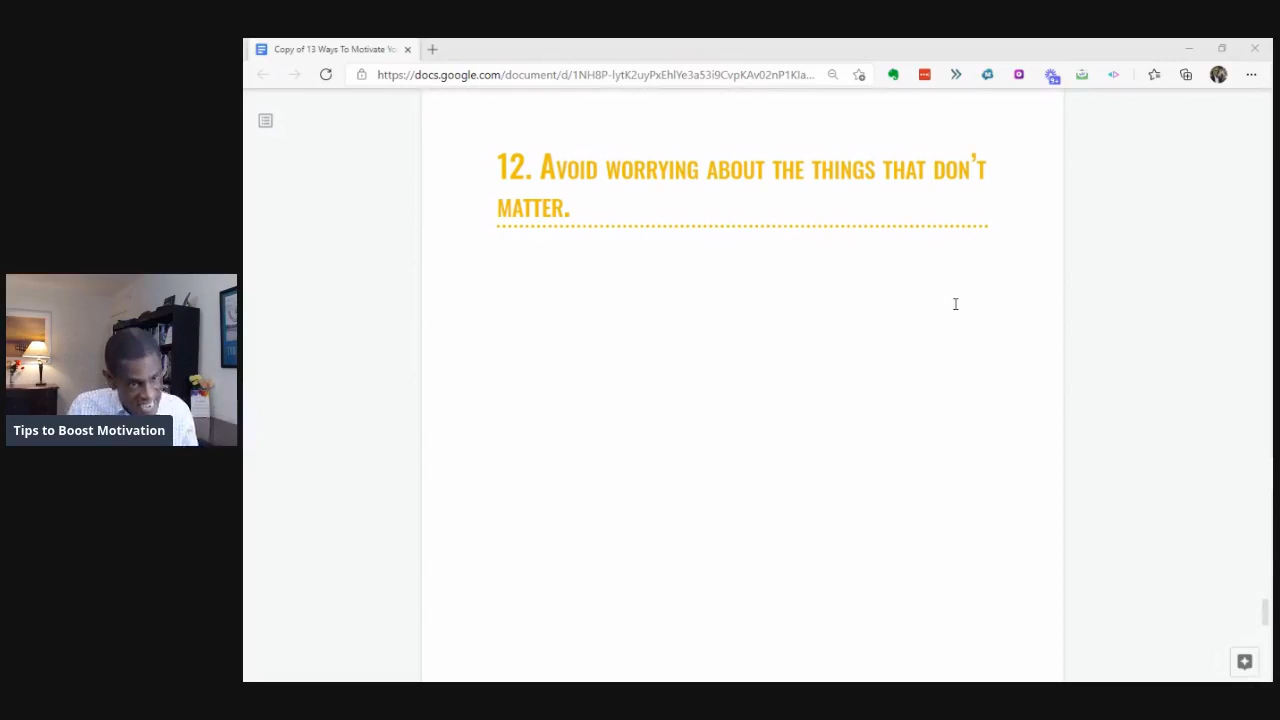 Copy of 13 Ways To Motivate Yo
https://docs.google.com/document/d/1NH8P-lytK2uyPxEhlYe3a53i9CvpKAv02nP1KIa...
12. Avoid worrying about the things that don’t
matter.
Tips to Boost Motivation